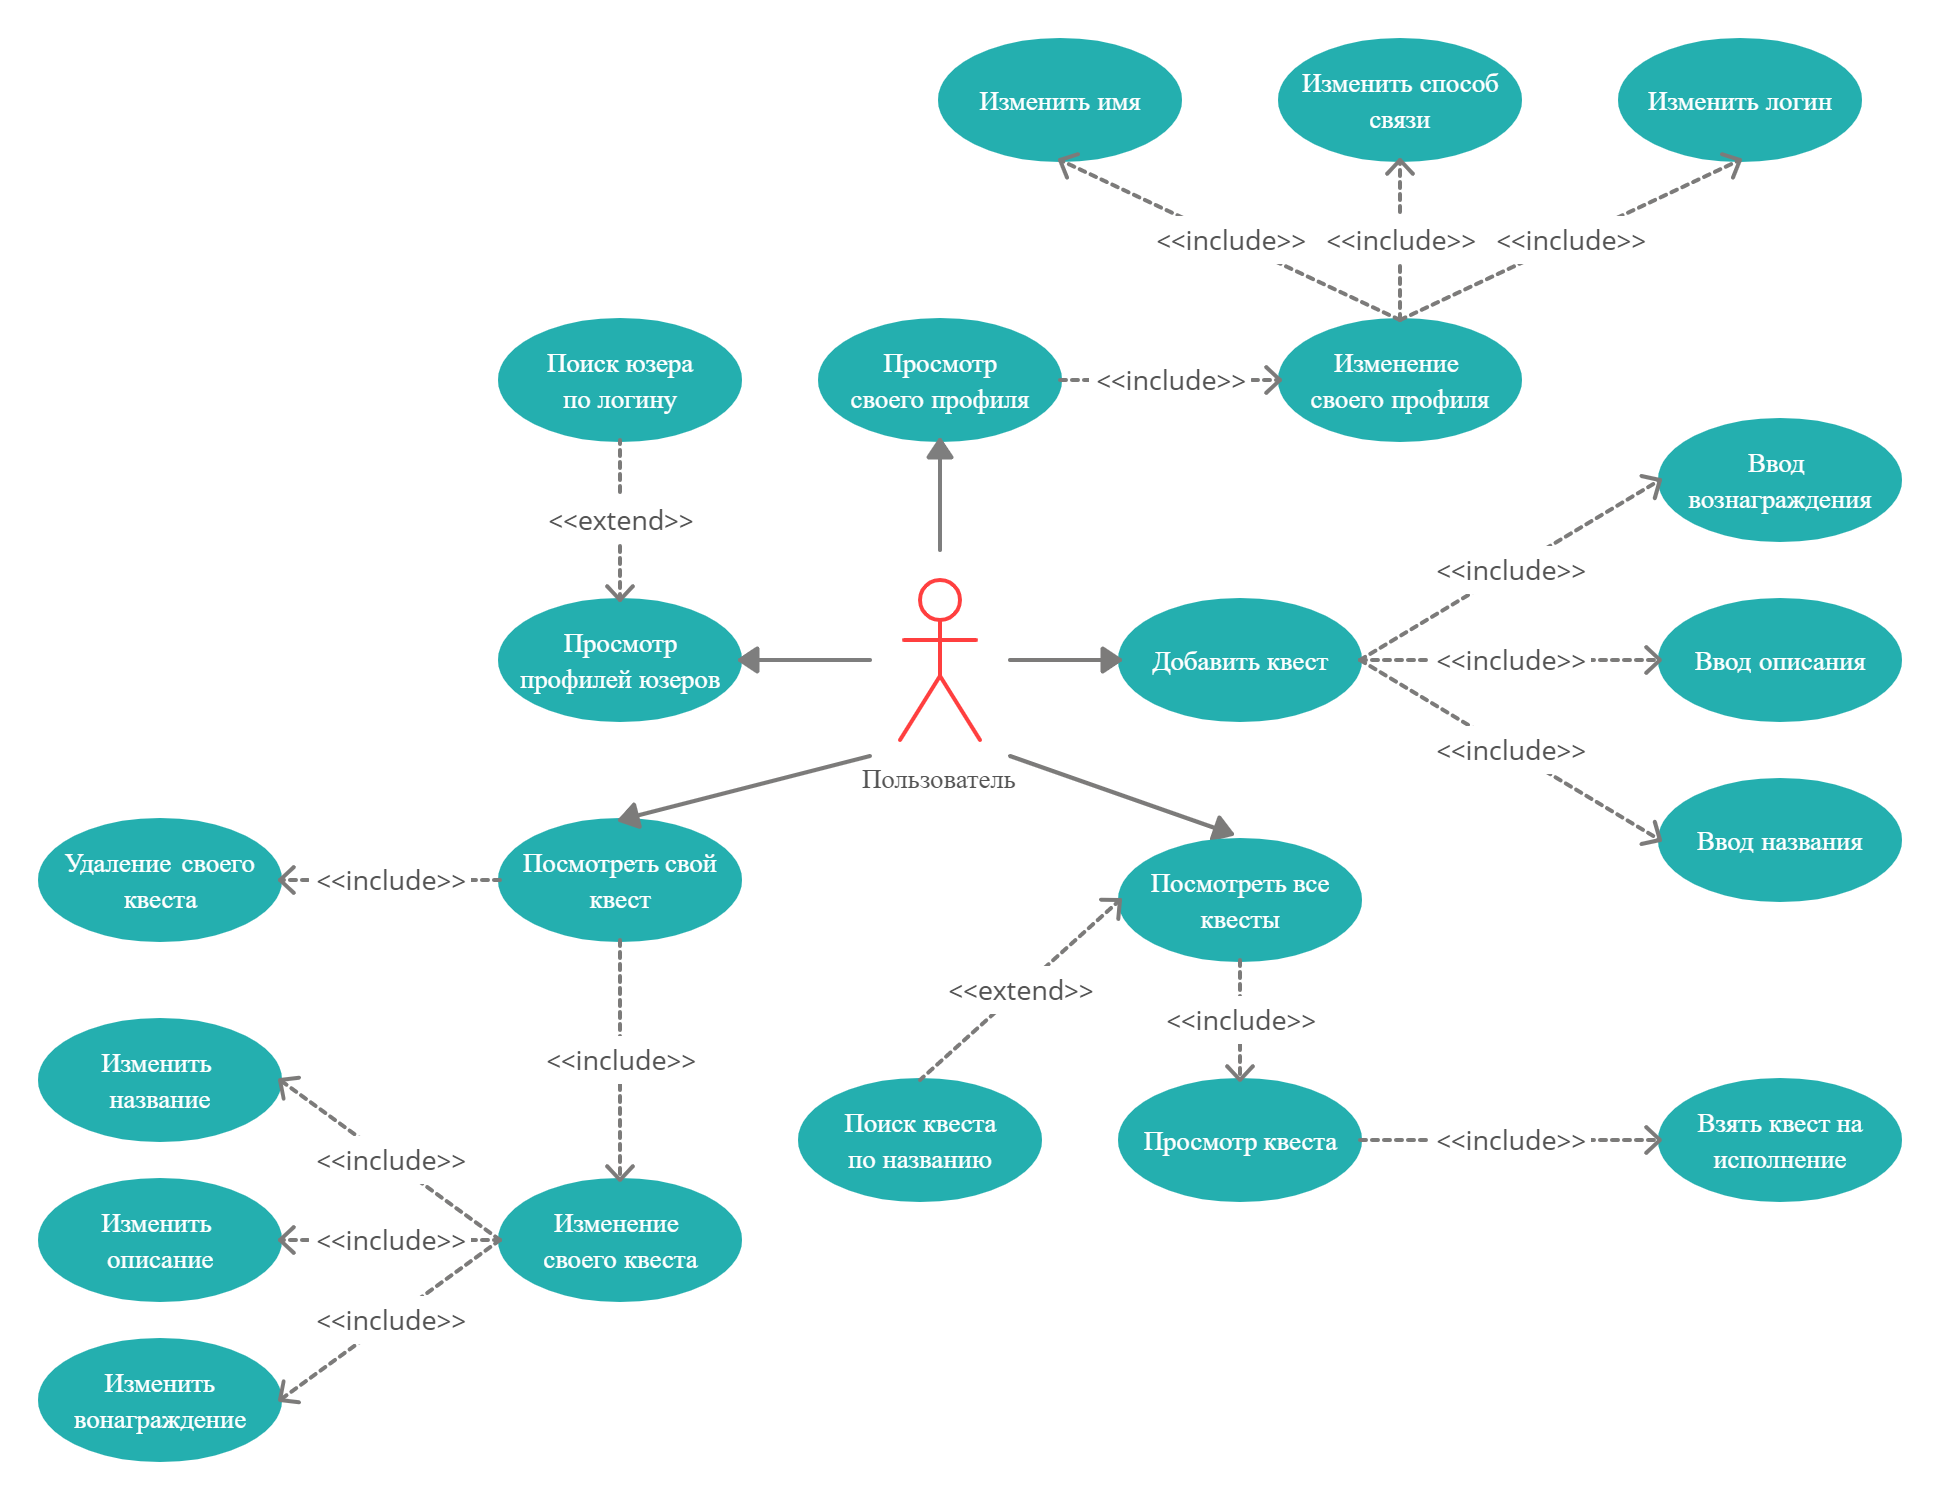 Изменить имя
Изменить способ
связи
Изменить логин
<<include>>
<<include>>
<<include>>
Поиск юзера
по логину
Просмотр
своего профиля
<<include>>
Изменение
своего профиля
Ввод
вознаграждения
<<extend>>
<<include>>
Просмотр
профилей юзеров
Добавить квест
<<include>>
Ввод описания
<<include>>
Пользователь
Ввод названия
Удаление своего
квеста
<<include>>
Посмотреть свой
квест
Посмотреть все
квесты
<<extend>>
<<include>>
<<include>>
Изменить
название
Поиск квеста
по названию
Просмотр квеста
<<include>>
Взять квест на
исполнение
<<include>>
Изменить
описание
<<include>>
Изменение
своего квеста
<<include>>
Изменить
вонаграждение